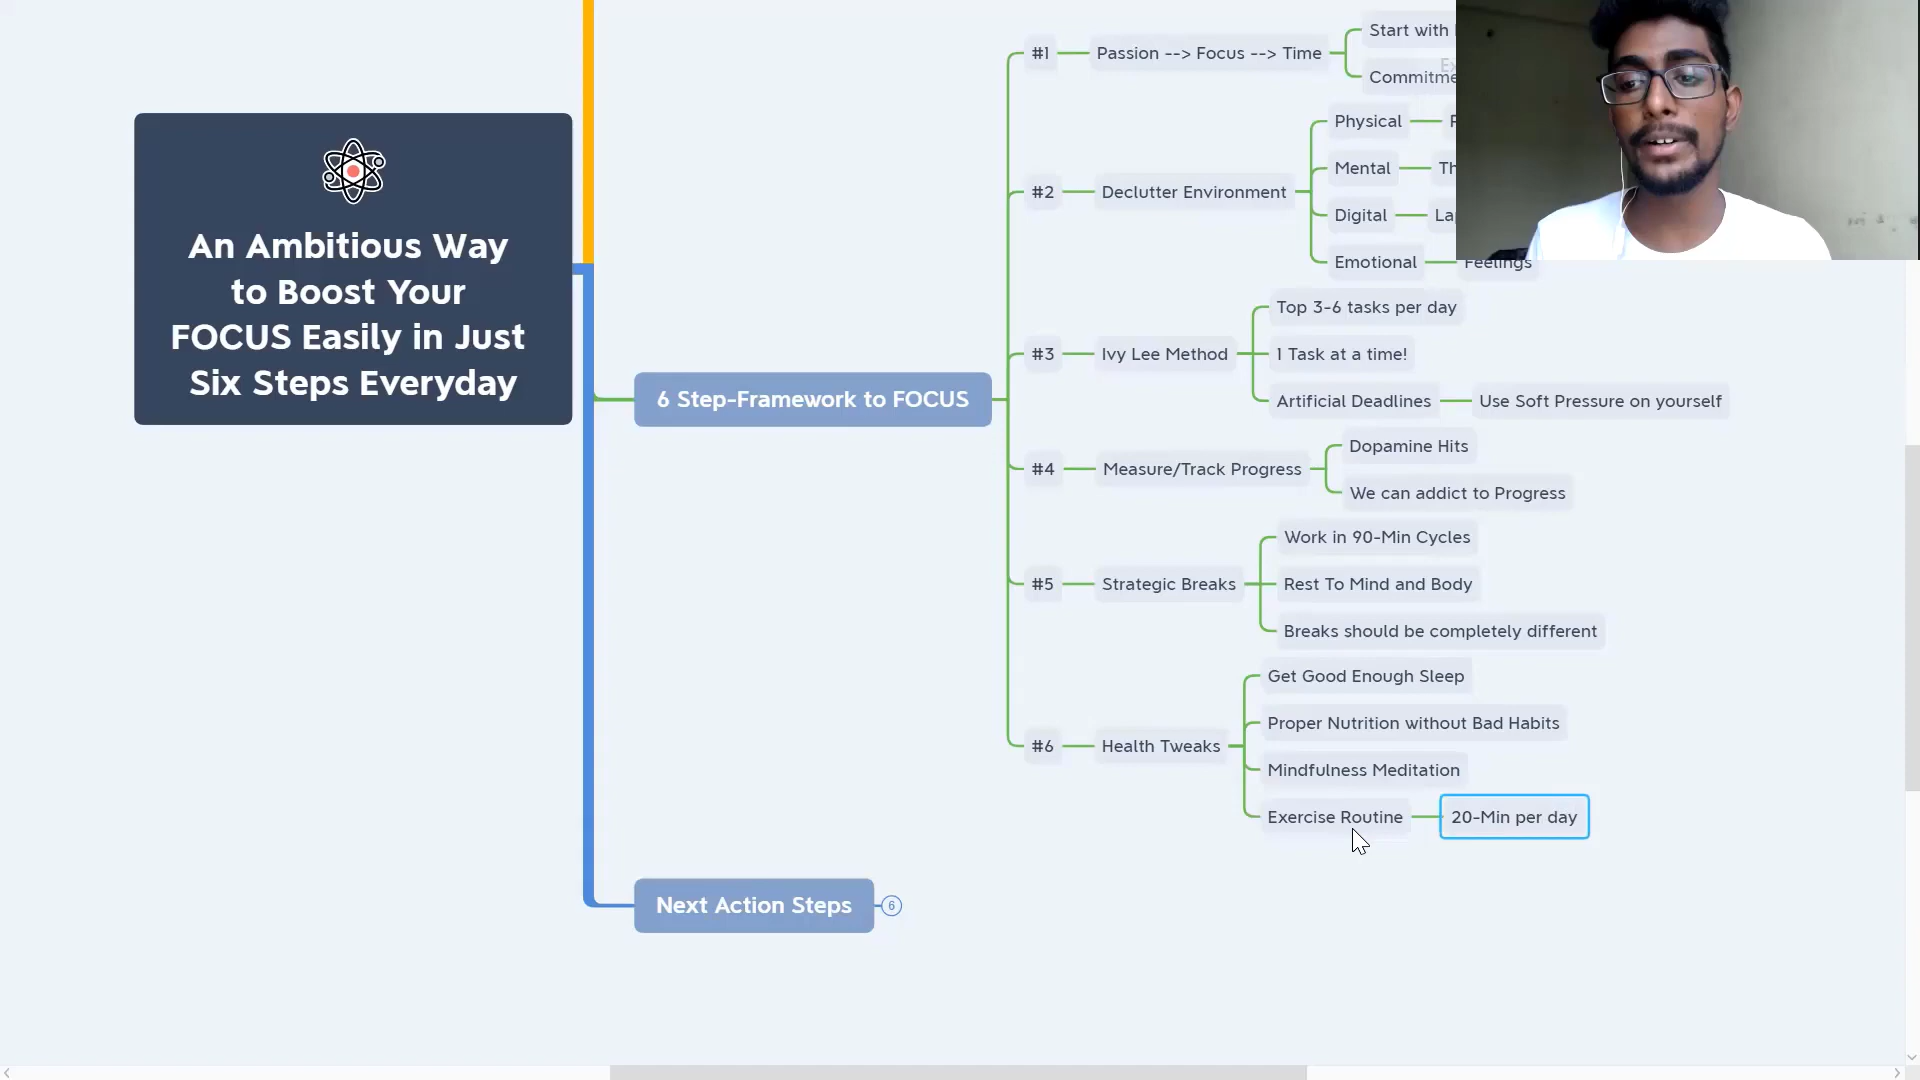 An Ambitious Way
to Boost Your
FOCUS Easily in Just
Six Steps Everyday
6 Step-Framework to FOCUS
#1
Passion --> Focus --> Time
Start with
#2
Declutter Environment
Physical
Mental
Digital
Emotional
Feelings
#3
Ivy Lee Method
Top 3-6 tasks per day
1 Task at a time!
Artificial Deadlines
Use Soft Pressure on yourself
#4
Measure/Track Progress
Dopamine Hits
We can addict to Progress
#5
Strategic Breaks
Work in 90-Min Cycles
Rest To Mind and Body
Breaks should be completely different
#6
Health Tweaks
Get Good Enough Sleep
Proper Nutrition without Bad Habits
Mindfulness Meditation
Exercise Routine
20-Min per day
Next Action Steps
6